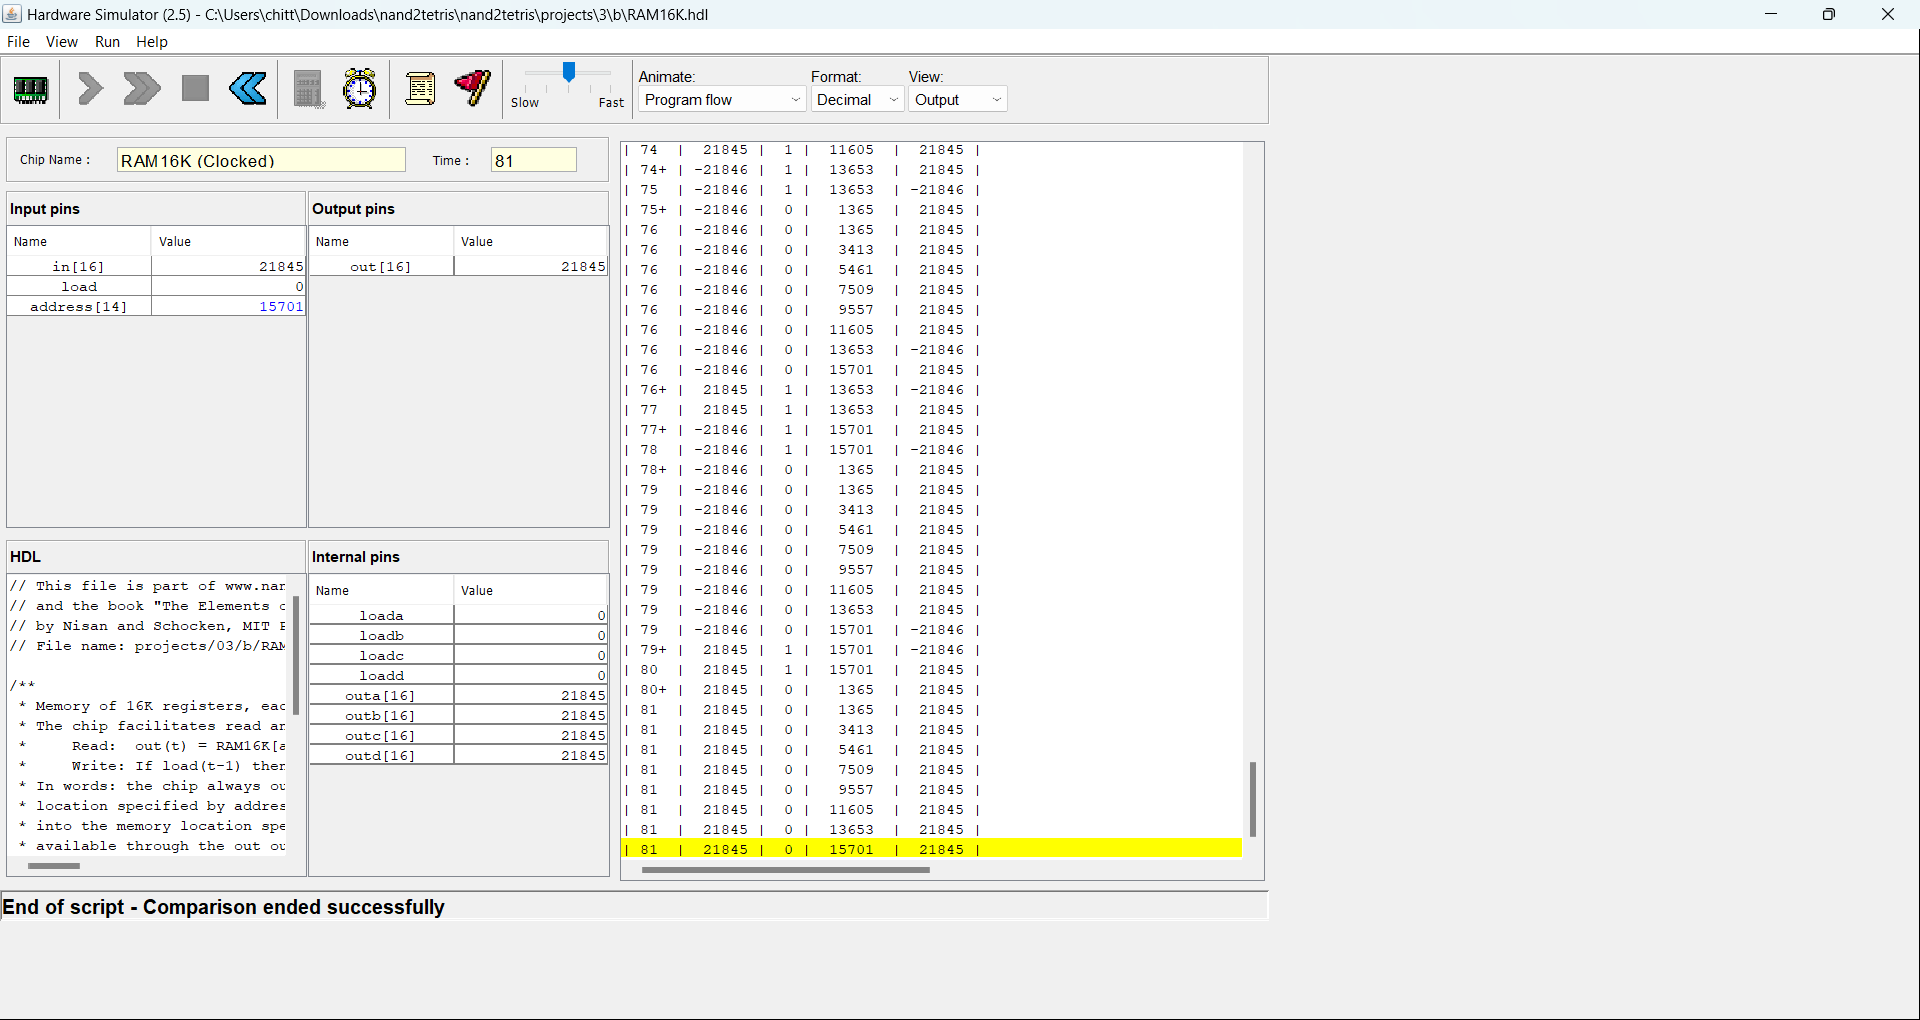 Hardware Simulator (2.5) - C:\Users\chitt\Downloads\nand2tetris\nand2tetris\projects\3\b\RAM16K.hdl
File View Run Help
Slow Fast
Animate: Format: View:
Program flow Decimal Output
Chip Name : RAM16K (Clocked) Time : 81
Input pins
Name Value
in[16] 21845
load 0
address[14] 15701
Output pins
Name Value
out[16] 21845
HDL
// This file is part of www.nan
// and the book "The Elements o
// by Nisan and Schocken, MIT P
// File name: projects/03/b/RAM
/**
* Memory of 16K registers, eac
* The chip facilitates read an
* Read: out(t) = RAM16K[a
* Write: If load(t-1) then
* In words: the chip always ou
* location specified by addres
* into the memory location spe
* available through the out ou
Internal pins
Name Value
loada 0
loadb 0
loadc 0
loadd 0
outa[16] 21845
outb[16] 21845
outc[16] 21845
outd[16] 21845
| 74 | 21845 | 1 | 11605 | 21845 |
| 74+ | -21846 | 1 | 13653 | 21845 |
| 75 | -21846 | 1 | 13653 | -21846 |
| 75+ | -21846 | 0 | 1365 | 21845 |
| 76 | -21846 | 0 | 1365 | 21845 |
| 76 | -21846 | 0 | 3413 | 21845 |
| 76 | -21846 | 0 | 5461 | 21845 |
| 76 | -21846 | 0 | 7509 | 21845 |
| 76 | -21846 | 0 | 9557 | 21845 |
| 76 | -21846 | 0 | 11605 | 21845 |
| 76 | -21846 | 0 | 13653 | -21846 |
| 76 | -21846 | 0 | 15701 | 21845 |
| 76+ | 21845 | 1 | 13653 | -21846 |
| 77 | 21845 | 1 | 13653 | 21845 |
| 77+ | -21846 | 1 | 15701 | 21845 |
| 78 | -21846 | 1 | 15701 | -21846 |
| 78+ | -21846 | 0 | 1365 | 21845 |
| 79 | -21846 | 0 | 1365 | 21845 |
| 79 | -21846 | 0 | 3413 | 21845 |
| 79 | -21846 | 0 | 5461 | 21845 |
| 79 | -21846 | 0 | 7509 | 21845 |
| 79 | -21846 | 0 | 9557 | 21845 |
| 79 | -21846 | 0 | 11605 | 21845 |
| 79 | -21846 | 0 | 13653 | 21845 |
| 79 | -21846 | 0 | 15701 | -21846 |
| 79+ | 21845 | 1 | 15701 | -21846 |
| 80 | 21845 | 1 | 15701 | 21845 |
| 80+ | 21845 | 0 | 1365 | 21845 |
| 81 | 21845 | 0 | 1365 | 21845 |
| 81 | 21845 | 0 | 3413 | 21845 |
| 81 | 21845 | 0 | 5461 | 21845 |
| 81 | 21845 | 0 | 7509 | 21845 |
| 81 | 21845 | 0 | 9557 | 21845 |
| 81 | 21845 | 0 | 11605 | 21845 |
| 81 | 21845 | 0 | 13653 | 21845 |
| 81 | 21845 | 0 | 15701 | 21845 |
End of script - Comparison ended successfully